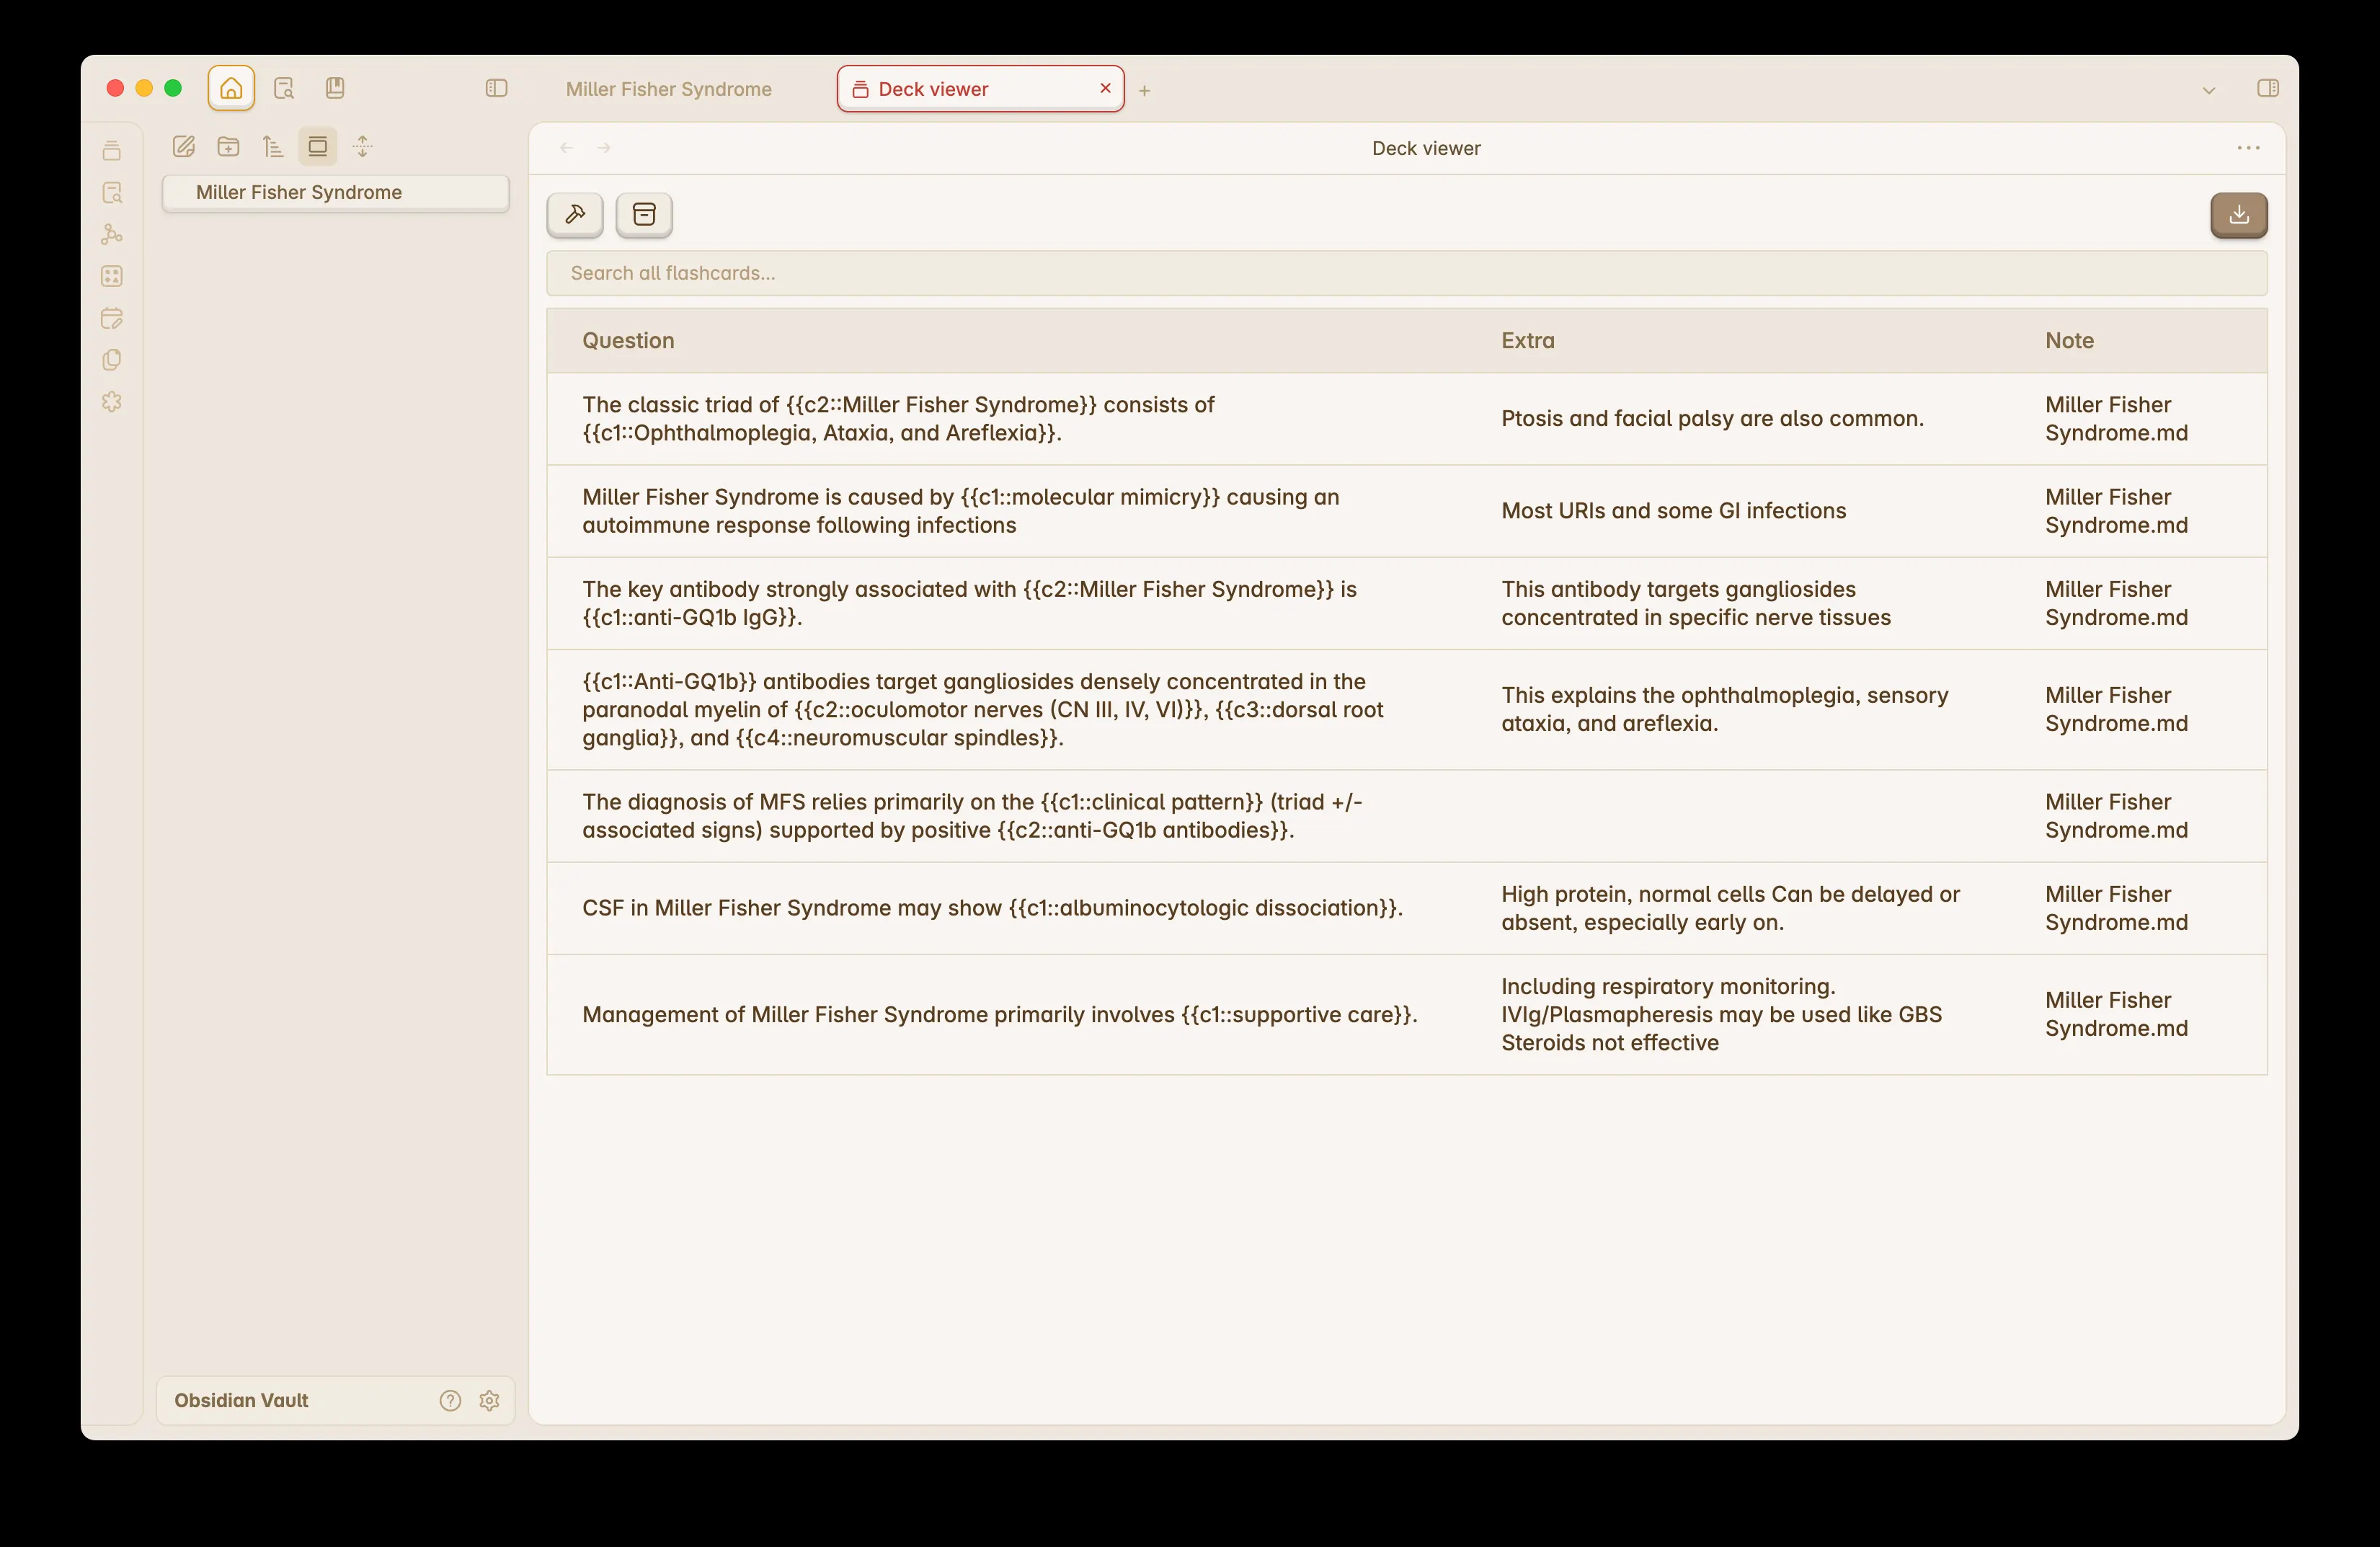 Miller Fisher Syndrome
Deck viewer
Miller Fisher Syndrome
Deck viewer
Search all flashcards...
Question
Extra
Note
The classic triad of {{c2::Miller Fisher Syndrome}} consists of
{{c1::Ophthalmoplegia, Ataxia, and Areflexia}}.
Ptosis and facial palsy are also common.
Miller Fisher
Syndrome.md
Miller Fisher Syndrome is caused by {{c1::molecular mimicry}} causing an
autoimmune response following infections
Most URIs and some GI infections
Miller Fisher
Syndrome.md
The key antibody strongly associated with {{c2::Miller Fisher Syndrome}} is
{{c1::anti-GQ1b IgG}}.
This antibody targets gangliosides
concentrated in specific nerve tissues
Miller Fisher
Syndrome.md
{{c1::Anti-GQ1b}} antibodies target gangliosides densely concentrated in the
paranodal myelin of {{c2::oculomotor nerves (CN III, IV, VI)}}, {{c3::dorsal root
ganglia}}, and {{c4::neuromuscular spindles}}.
This explains the ophthalmoplegia, sensory
ataxia, and areflexia.
Miller Fisher
Syndrome.md
The diagnosis of MFS relies primarily on the {{c1::clinical pattern}} (triad +/-
associated signs) supported by positive {{c2::anti-GQ1b antibodies}}.
Miller Fisher
Syndrome.md
CSF in Miller Fisher Syndrome may show {{c1::albuminocytologic dissociation}}.
High protein, normal cells Can be delayed or
absent, especially early on.
Miller Fisher
Syndrome.md
Management of Miller Fisher Syndrome primarily involves {{c1::supportive care}}.
Including respiratory monitoring.
IVIg/Plasmapheresis may be used like GBS
Steroids not effective
Miller Fisher
Syndrome.md
Obsidian Vault